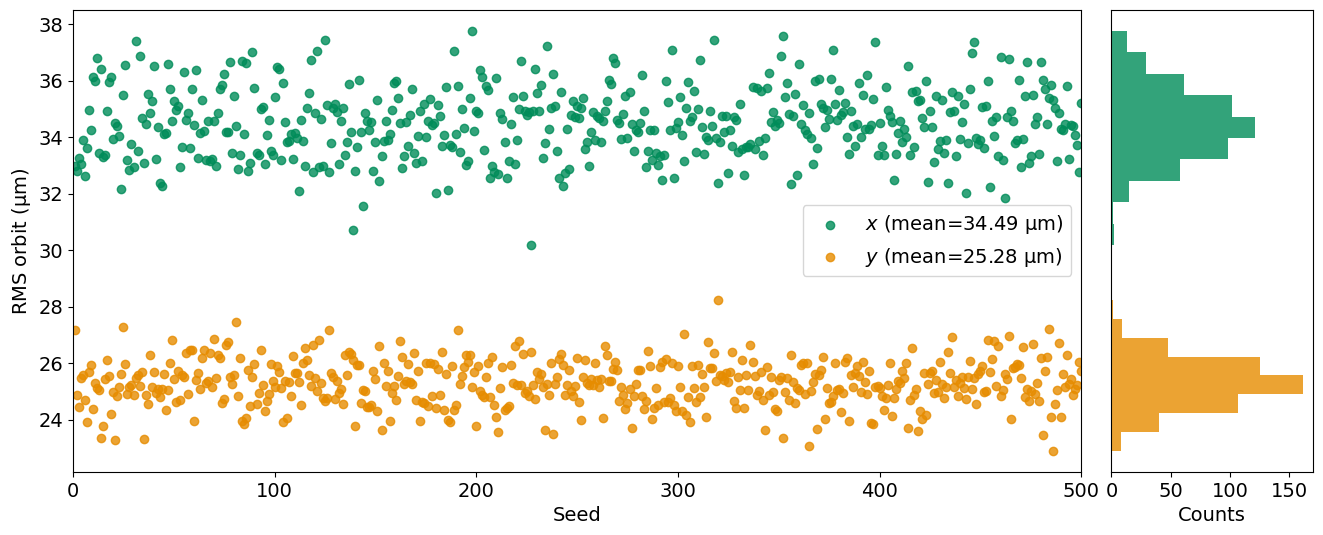 RMS orbit (μm)
38
36
34
32
30
28
26
24
x (mean=34.49 μm)
y (mean=25.28 μm)
0 100 200 300 400 500
Seed
0 50 100 150
Counts